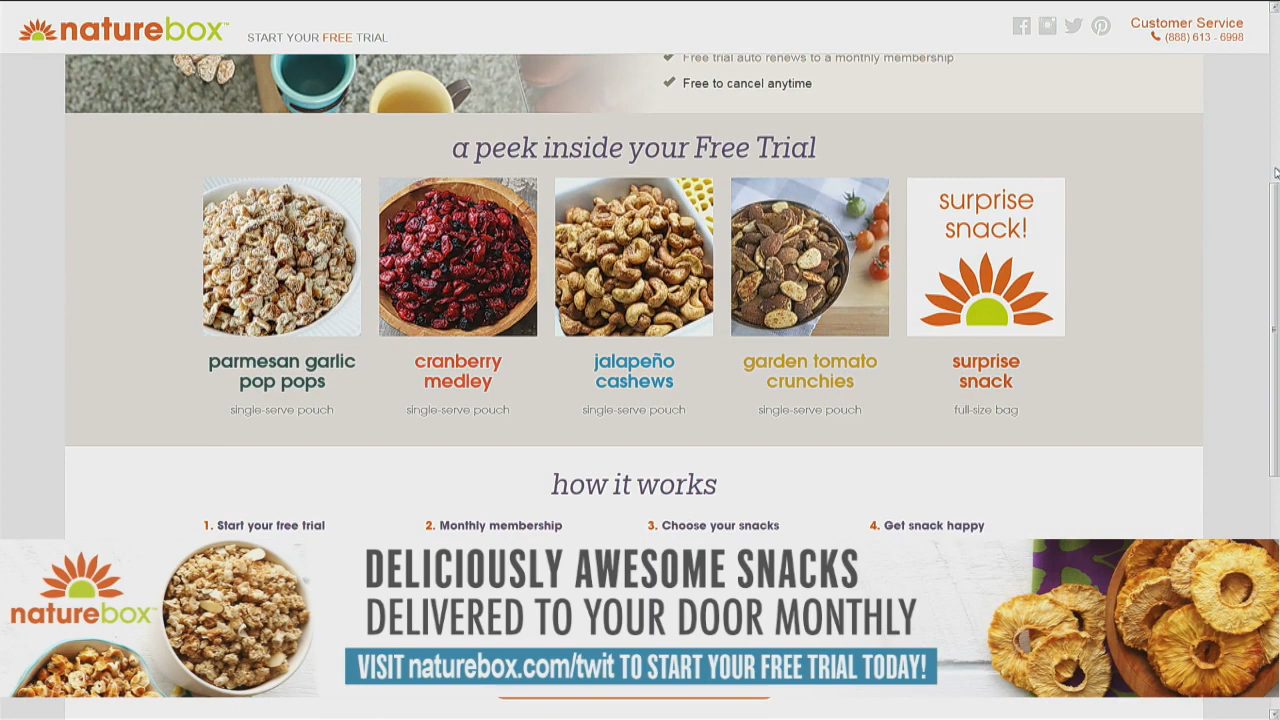 naturebox™
START YOUR FREE TRIAL
Customer Service
(888) 613 - 6998
Free trial auto renews to a monthly membership
Free to cancel anytime
a peek inside your Free Trial
surprise
snack!
parmesan garlic
pop pops
single-serve pouch
cranberry
medley
single-serve pouch
jalapeño
cashews
single-serve pouch
garden tomato
crunchies
single-serve pouch
surprise
snack
full-size bag
how it works
1. Start your free trial
2. Monthly membership
3. Choose your snacks
4. Get snack happy
naturebox™
DELICIOUSLY AWESOME SNACKS
DELIVERED TO YOUR DOOR MONTHLY
VISIT naturebox.com/twit TO START YOUR FREE TRIAL TODAY!